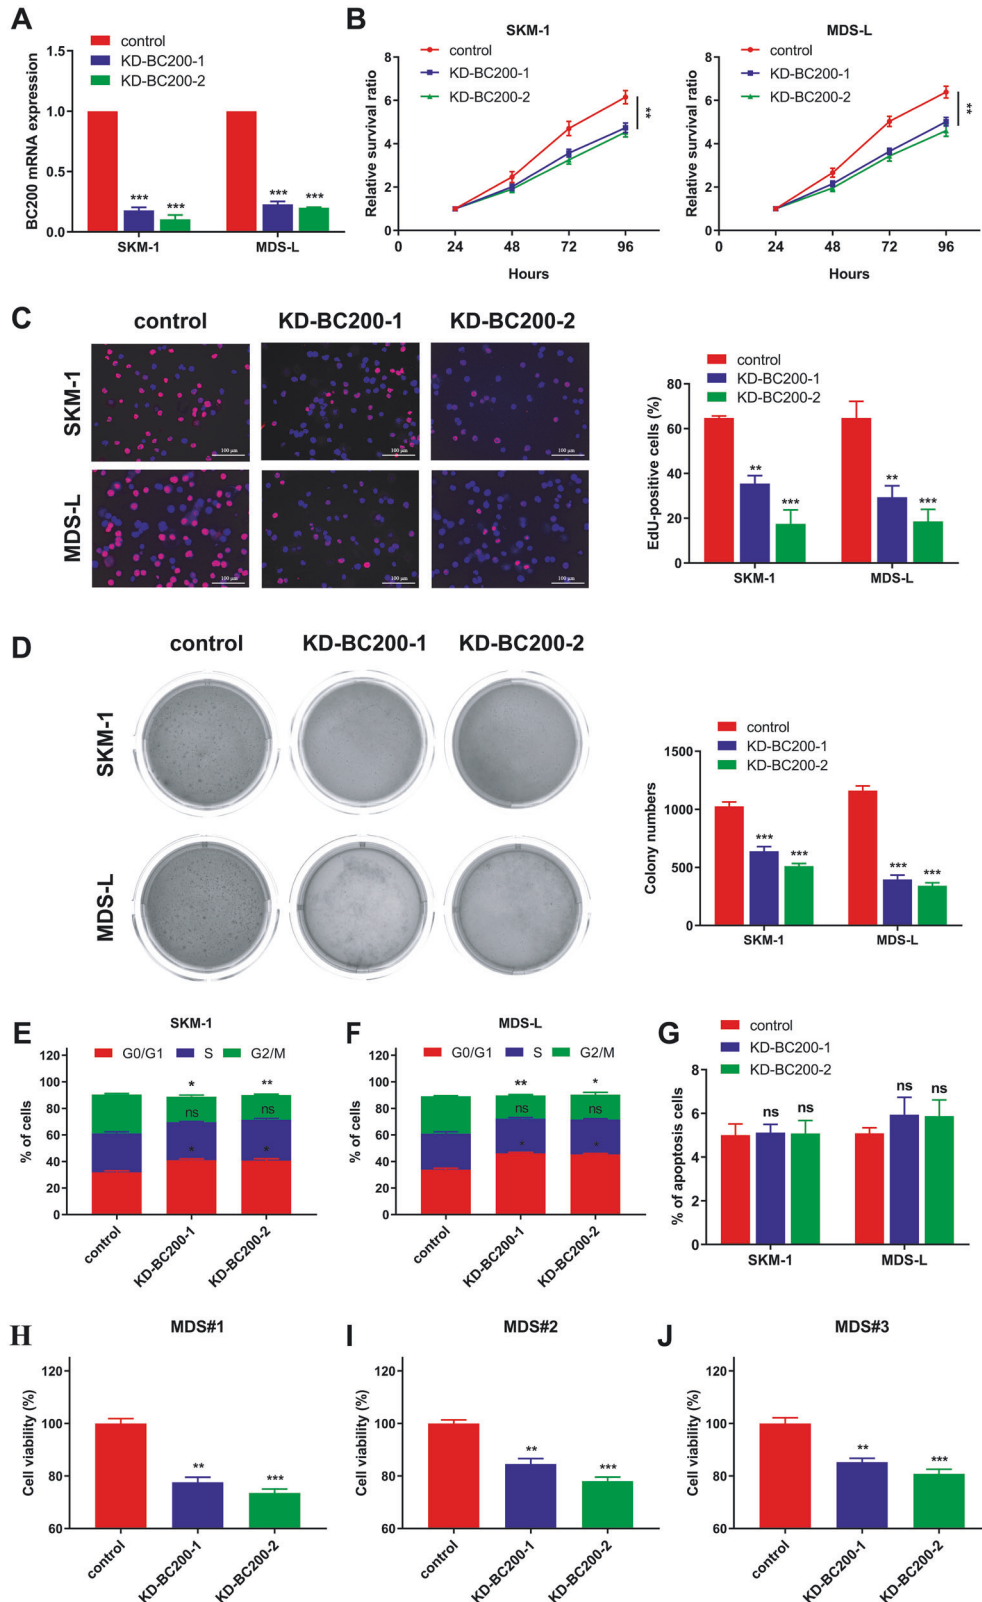 A
control
KD-BC200-1
KD-BC200-2
BC200 mRNA expression
1.5
1.0
0.5
0.0
*** *** *** ***
SKM-1 MDS-L
B
SKM-1
control
KD-BC200-1
KD-BC200-2
Relative survival ratio
8
6
4
2
0
**
0 24 48 72 96
Hours
MDS-L
control
KD-BC200-1
KD-BC200-2
Relative survival ratio
8
6
4
2
0
**
0 24 48 72 96
Hours
C
control KD-BC200-1 KD-BC200-2
SKM-1
100 μm 100 μm 100 μm
MDS-L
100 μm 100 μm 100 μm
control
KD-BC200-1
KD-BC200-2
EdU-positive cells (%)
80
60
40
20
0
** *** ** ***
SKM-1 MDS-L
D
control KD-BC200-1 KD-BC200-2
SKM-1
MDS-L
control
KD-BC200-1
KD-BC200-2
Colony numbers
1500
1000
500
0
*** *** *** ***
SKM-1 MDS-L
E
SKM-1
G0/G1 S G2/M
% of cells
120
100
80
60
40
20
0
* **
ns ns
* *
control KD-BC200-1 KD-BC200-2
F
MDS-L
G0/G1 S G2/M
% of cells
120
100
80
60
40
20
0
** *
ns ns
* *
control KD-BC200-1 KD-BC200-2
G
control
KD-BC200-1
KD-BC200-2
% of apoptosis cells
8
6
4
2
0
ns ns ns ns
SKM-1 MDS-L
H
MDS#1
Cell viability (%)
120
100
80
60
** ***
control KD-BC200-1 KD-BC200-2
I
MDS#2
Cell viability (%)
120
100
80
60
** ***
control KD-BC200-1 KD-BC200-2
J
MDS#3
Cell viability (%)
120
100
80
60
** ***
control KD-BC200-1 KD-BC200-2